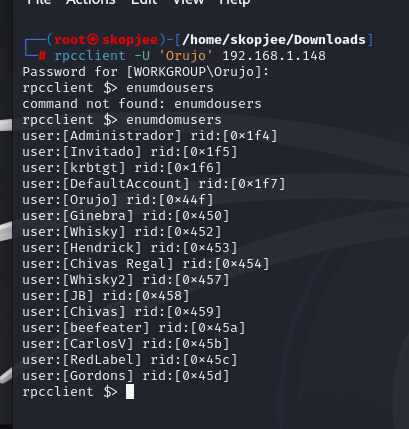 File Actions Edit View Help
┌──(root㉿skopjee)-[/home/skopjee/Downloads]
└─# rpcclient -U 'Orujo' 192.168.1.148
Password for [WORKGROUP\Orujo]:
rpcclient $> enumdousers
command not found: enumdousers
rpcclient $> enumdomusers
user:[Administrador] rid:[0×1f4]
user:[Invitado] rid:[0×1f5]
user:[krbtgt] rid:[0×1f6]
user:[DefaultAccount] rid:[0×1f7]
user:[Orujo] rid:[0×44f]
user:[Ginebra] rid:[0×450]
user:[Whisky] rid:[0×452]
user:[Hendrick] rid:[0×453]
user:[Chivas Regal] rid:[0×454]
user:[Whisky2] rid:[0×457]
user:[JB] rid:[0×458]
user:[Chivas] rid:[0×459]
user:[beefeater] rid:[0×45a]
user:[CarlosV] rid:[0×45b]
user:[RedLabel] rid:[0×45c]
user:[Gordons] rid:[0×45d]
rpcclient $>